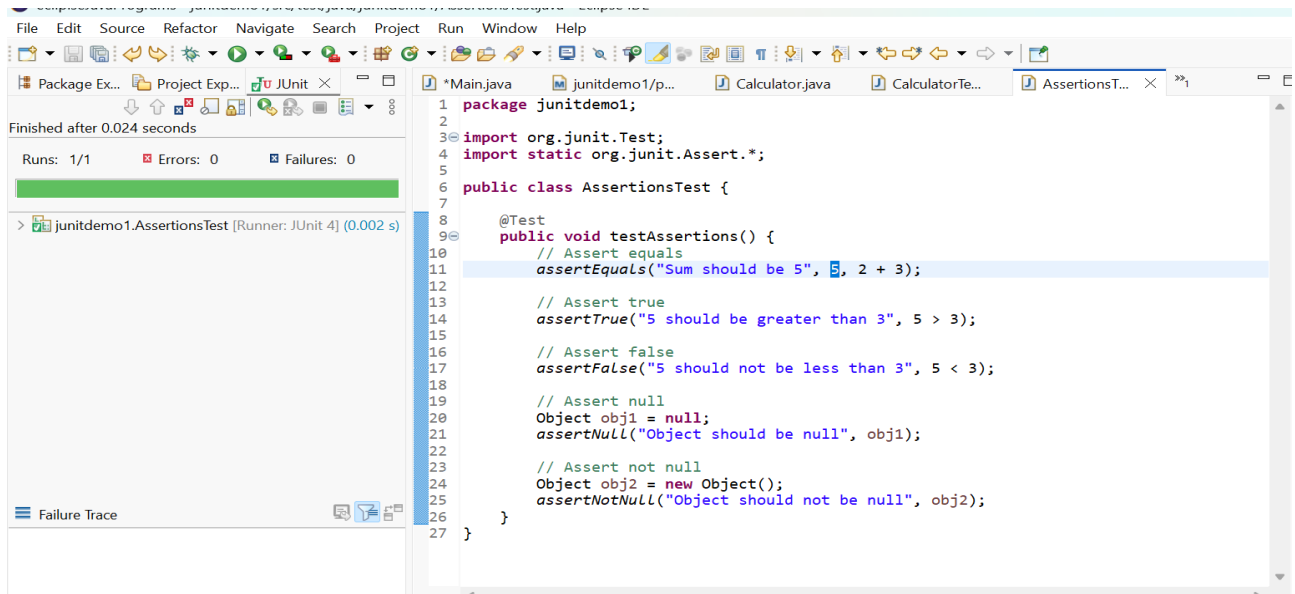 File Edit Source Refactor Navigate Search Project Run Window Help
Package Ex... Project Exp... JUnit
Finished after 0.024 seconds
Runs: 1/1 Errors: 0 Failures: 0
junitdemo1.AssertionsTest [Runner: JUnit 4] (0.002 s)
Failure Trace
*Main.java junitdemo1/p... Calculator.java CalculatorTe... AssertionsT... »1
1 package junitdemo1;
2
3 import org.junit.Test;
4 import static org.junit.Assert.*;
5
6 public class AssertionsTest {
7
8     @Test
9     public void testAssertions() {
10         // Assert equals
11         assertEquals("Sum should be 5", 5, 2 + 3);
12
13         // Assert true
14         assertTrue("5 should be greater than 3", 5 > 3);
15
16         // Assert false
17         assertFalse("5 should not be less than 3", 5 < 3);
18
19         // Assert null
20         Object obj1 = null;
21         assertNull("Object should be null", obj1);
22
23         // Assert not null
24         Object obj2 = new Object();
25         assertNotNull("Object should not be null", obj2);
26     }
27 }